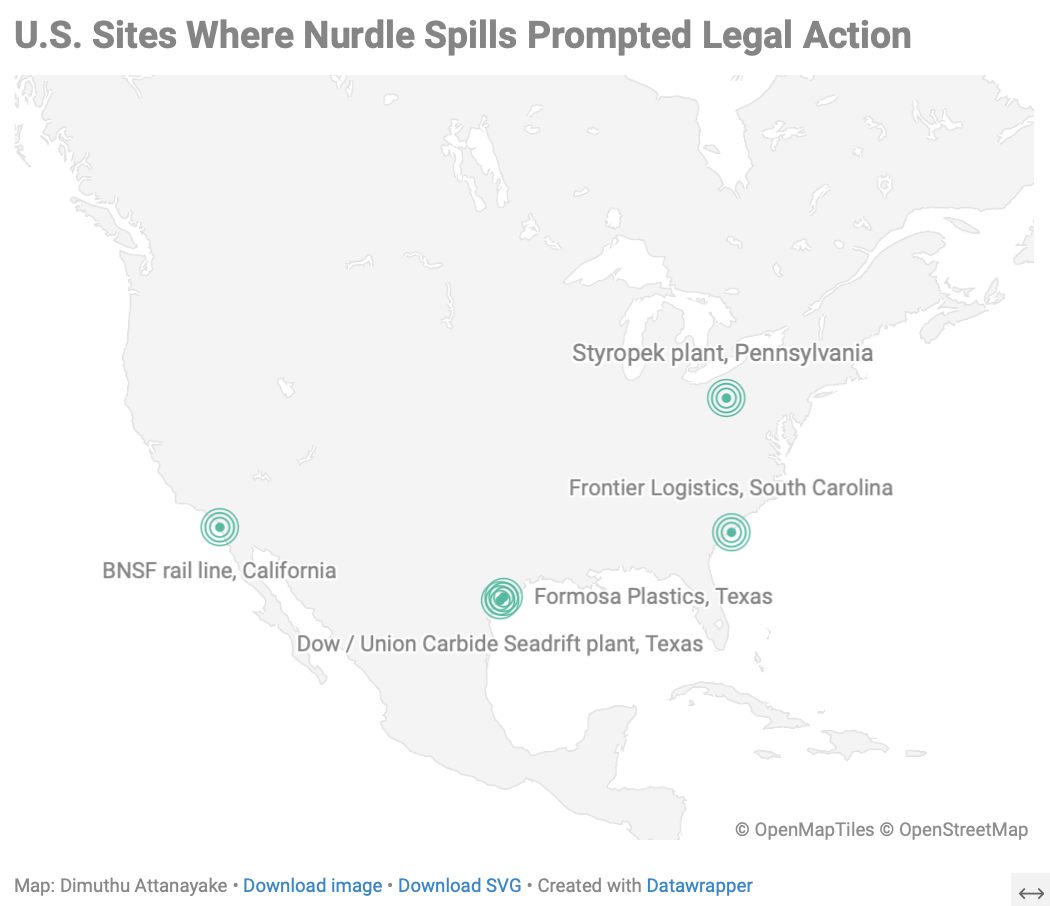 U.S. Sites Where Nurdle Spills Prompted Legal Action
Styropek plant, Pennsylvania
Frontier Logistics, South Carolina
BNSF rail line, California
Formosa Plastics, Texas
Dow / Union Carbide Seadrift plant, Texas
© OpenMapTiles © OpenStreetMap
Map: Dimuthu Attanayake • Download image • Download SVG • Created with Datawrapper